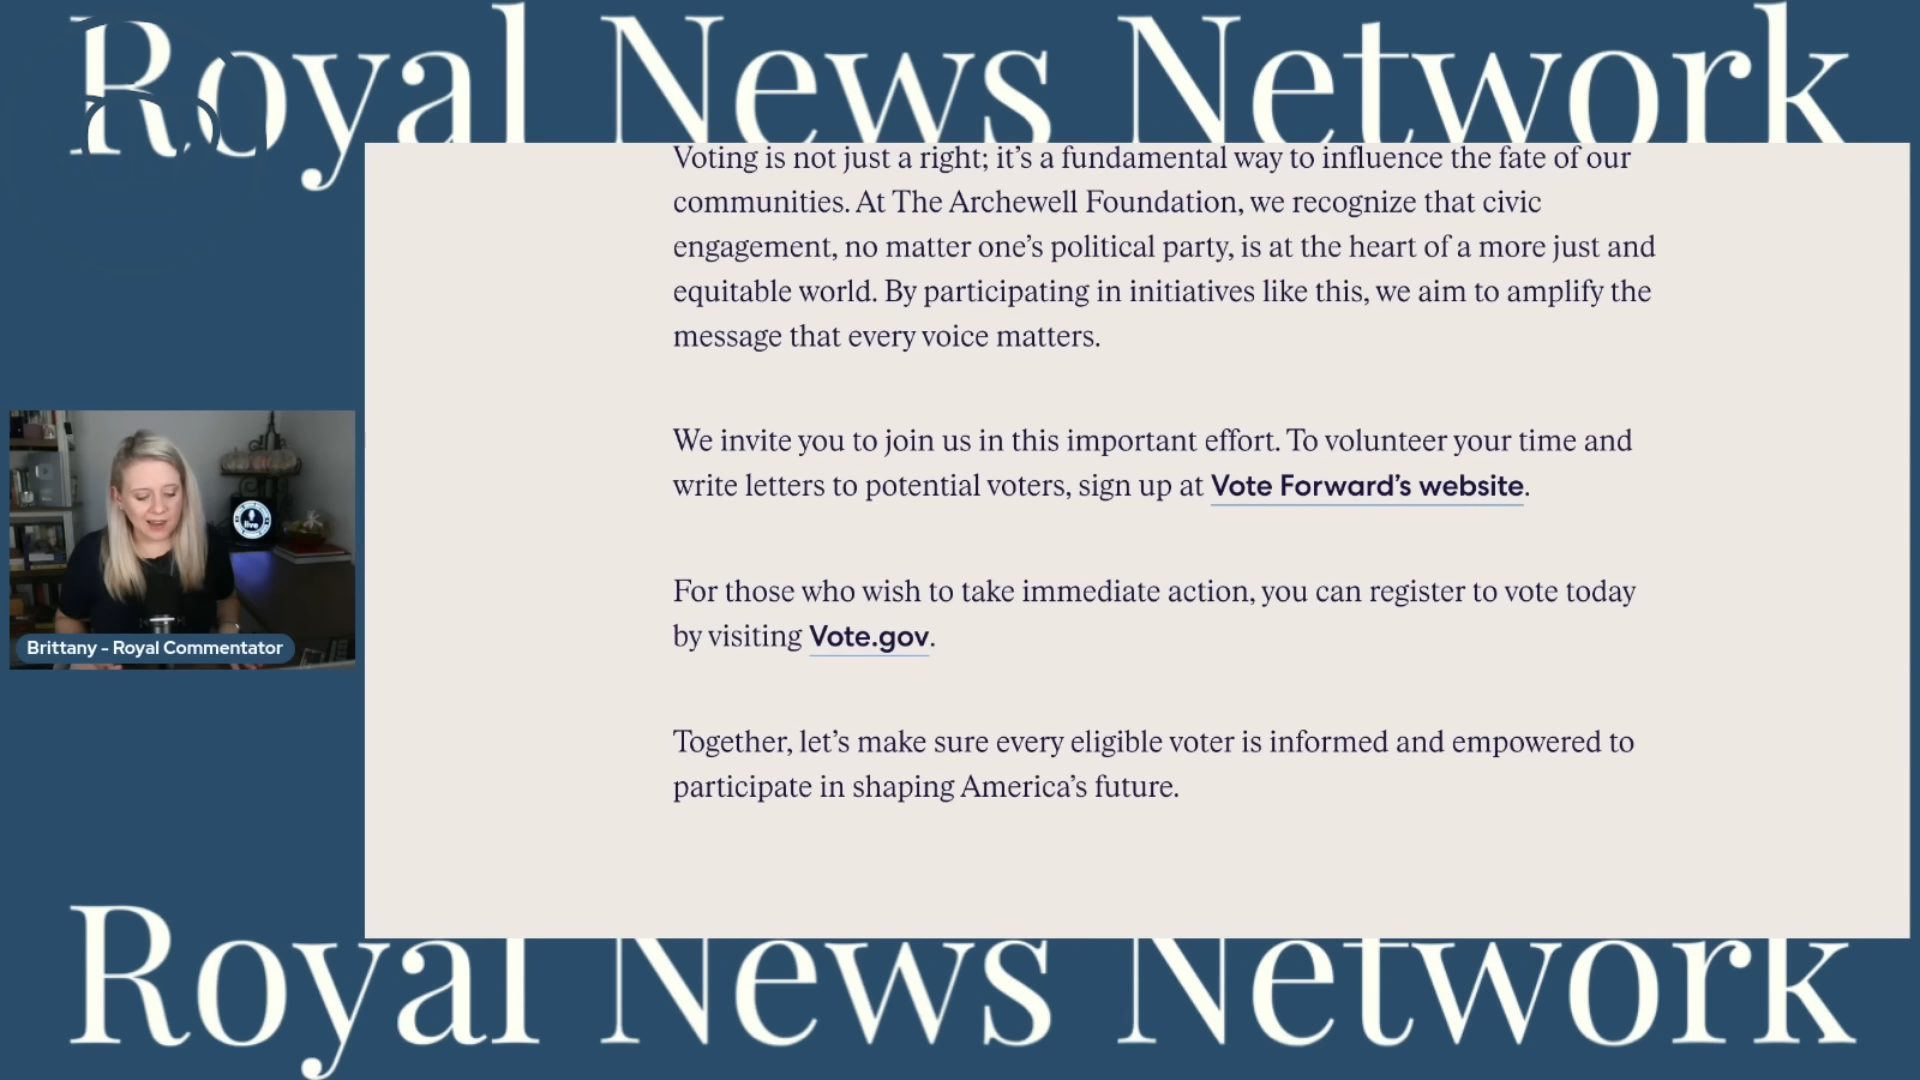 Royal News Network
Voting is not just a right; it’s a fundamental way to influence the fate of our
communities. At The Archewell Foundation, we recognize that civic
engagement, no matter one’s political party, is at the heart of a more just and
equitable world. By participating in initiatives like this, we aim to amplify the
message that every voice matters.
We invite you to join us in this important effort. To volunteer your time and
write letters to potential voters, sign up at Vote Forward’s website.
For those who wish to take immediate action, you can register to vote today
by visiting Vote.gov.
Together, let’s make sure every eligible voter is informed and empowered to
participate in shaping America’s future.
live
Brittany - Royal Commentator
Royal News Network